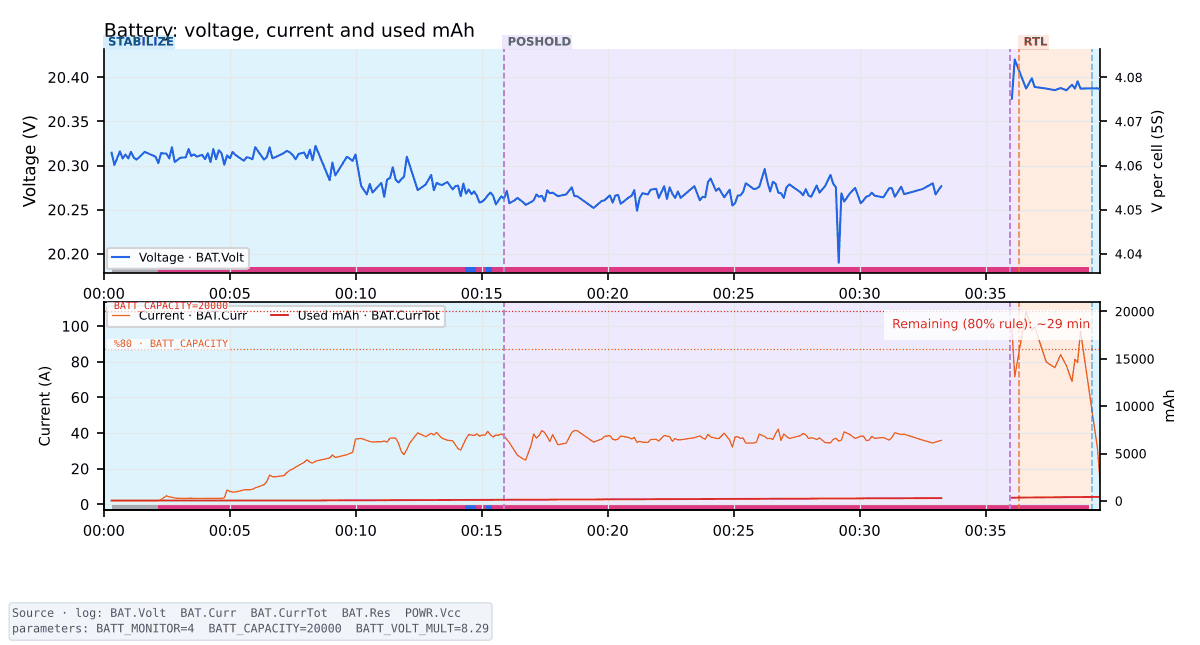 Battery: voltage, current and used mAh
STABILIZE
POSHOLD
RTL
20.40
20.35
20.30
20.25
20.20
Voltage (V)
4.08
4.07
4.06
4.05
4.04
V per cell (5S)
Voltage · BAT.Volt
00:00
00:05
00:10
00:15
00:20
00:25
00:30
00:35
BATT_CAPACITY=20000
Current · BAT.Curr
Used mAh · BAT.CurrTot
Remaining (80% rule): ~29 min
%80 · BATT_CAPACITY
100
80
60
40
20
0
Current (A)
20000
15000
10000
5000
0
mAh
00:00
00:05
00:10
00:15
00:20
00:25
00:30
00:35
Source · log: BAT.Volt BAT.Curr BAT.CurrTot BAT.Res POWR.Vcc
parameters: BATT_MONITOR=4 BATT_CAPACITY=20000 BATT_VOLT_MULT=8.29